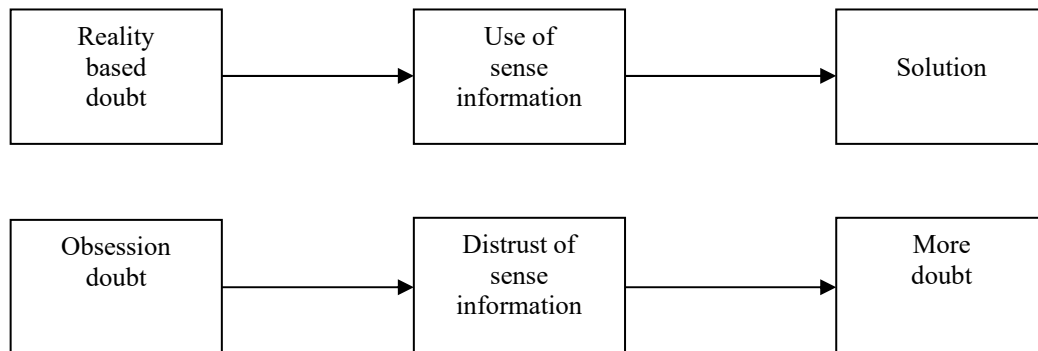 Reality
based
doubt
Use of
sense
information
Solution
Obsession
doubt
Distrust of
sense
information
More
doubt